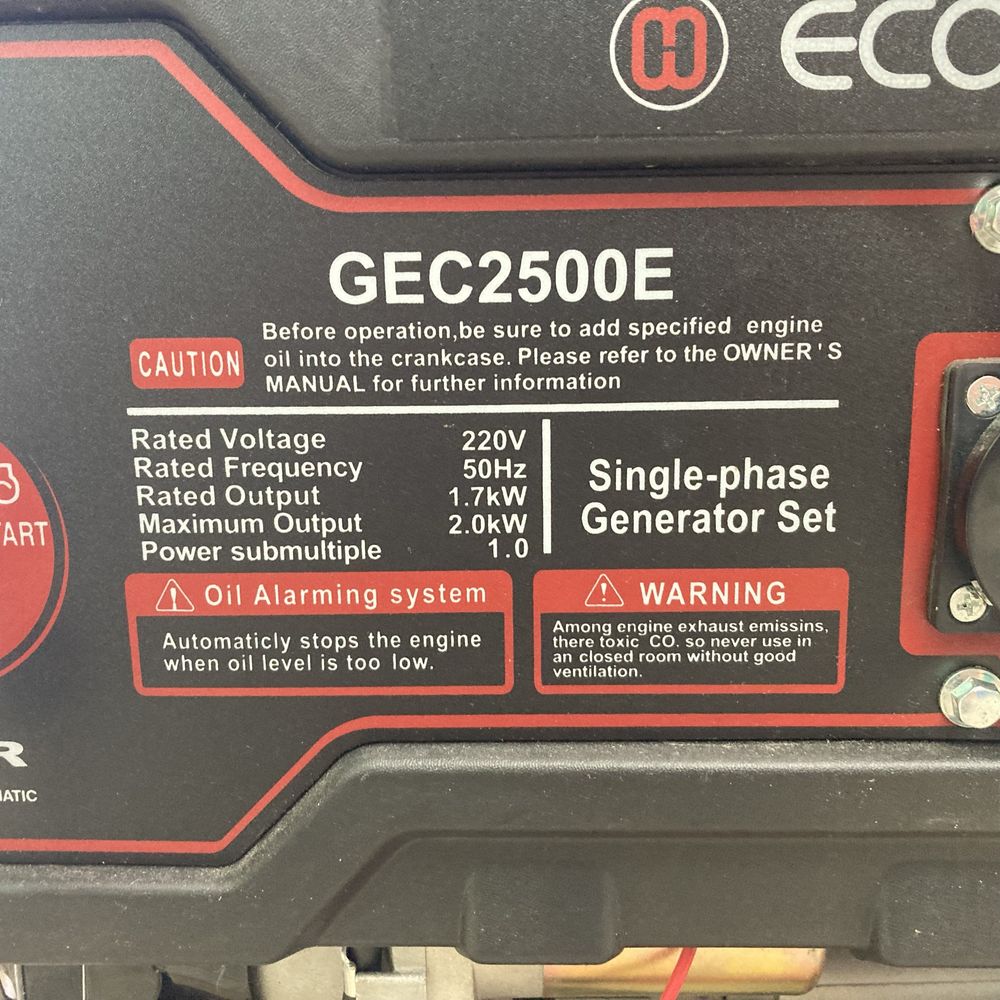 ECO
GEC2500E
CAUTION
Before operation,be sure to add specified engine
oil into the crankcase. Please refer to the OWNER'S
MANUAL for further information
Rated Voltage 220V
Rated Frequency 50Hz
Rated Output 1.7kW
Maximum Output 2.0kW
Power submultiple 1.0
Single-phase
Generator Set
Oil Alarming system
Automaticly stops the engine
when oil level is too low.
WARNING
Among engine exhaust emissins,
there toxic CO. so never use in
an closed room without good
ventilation.